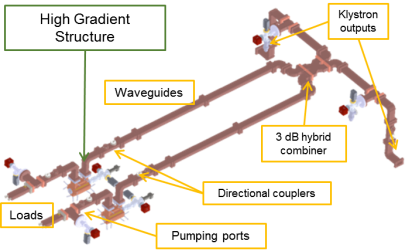 High Gradient
Structure
Klystron
outputs
Waveguides
3 dB hybrid
combiner
Directional couplers
Loads
Pumping ports